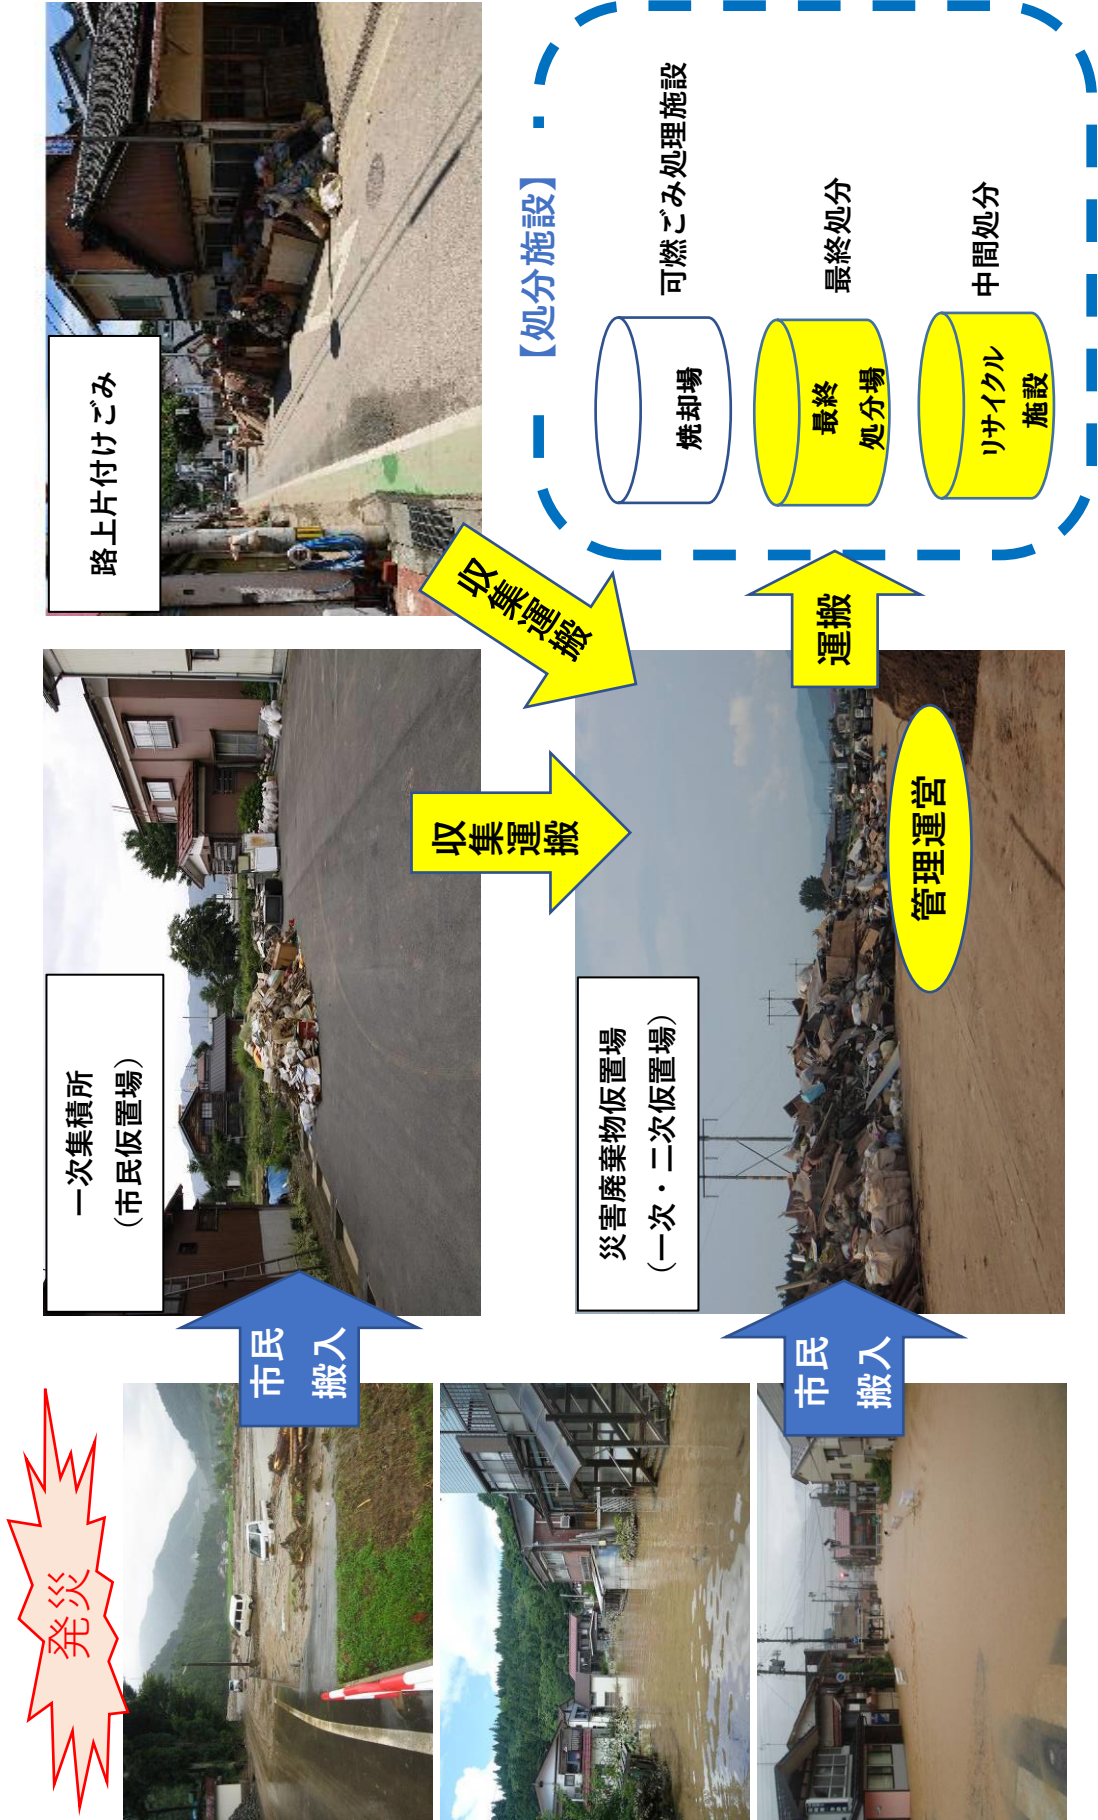 発災
市民
搬入
市民
搬入
一次集積所
（市民仮置場）
収集運搬
路上片付けごみ
収集運搬
災害廃棄物仮置場
（一次・二次仮置場）
管理運営
運搬
【処分施設】
焼却場
可燃ごみ処理施設
最終
処分場
最終処分
リサイクル
施設
中間処分